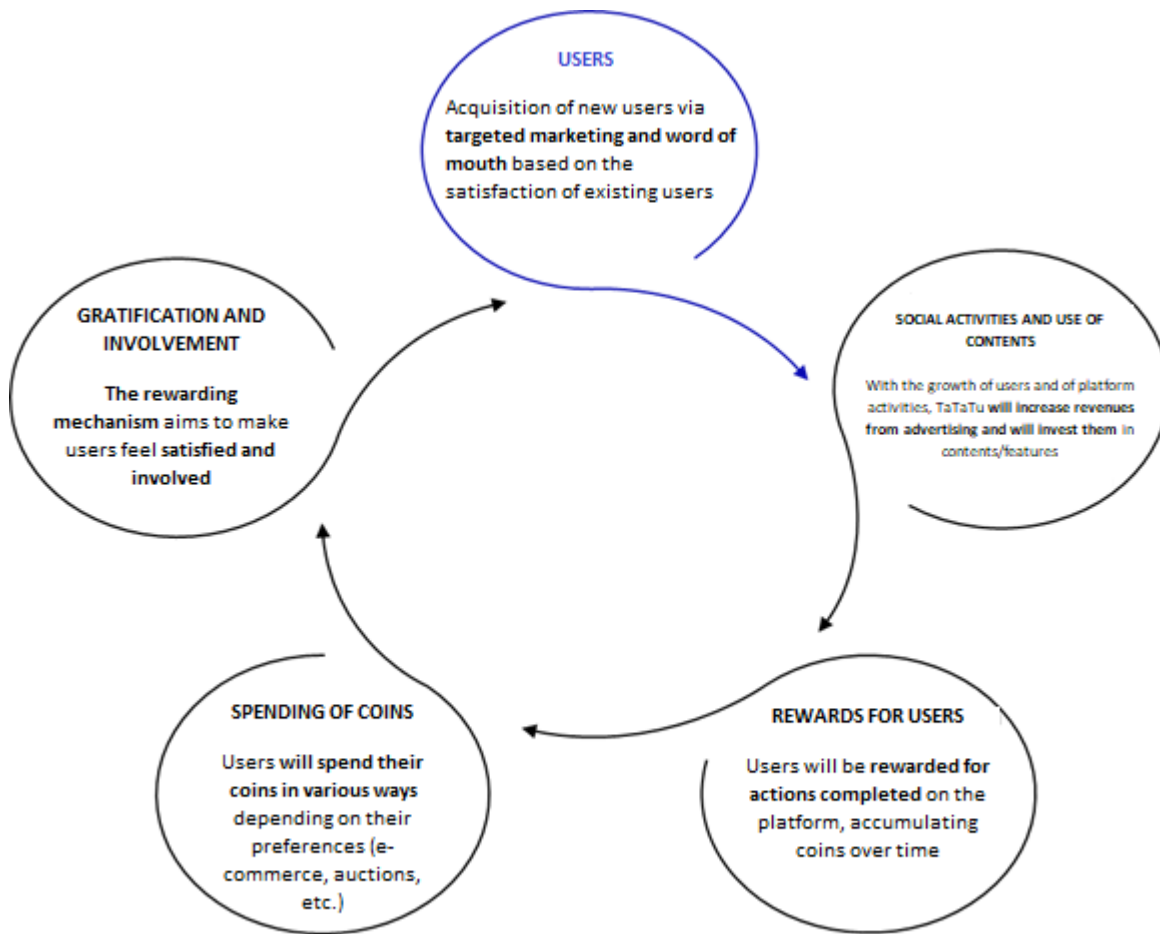 USERS
Acquisition of new users via
targeted marketing and word of
mouth based on the
satisfaction of existing users
SOCIAL ACTIVITIES AND USE OF
CONTENTS
With the growth of users and of platform
activities, TaTaTu will increase revenues
from advertising and will invest them in
contents/features
REWARDS FOR USERS
Users will be rewarded for
actions completed on the
platform, accumulating
coins over time
SPENDING OF COINS
Users will spend their
coins in various ways
depending on their
preferences (e-
commerce, auctions,
etc.)
GRATIFICATION AND
INVOLVEMENT
The rewarding
mechanism aims to make
users feel satisfied and
involved